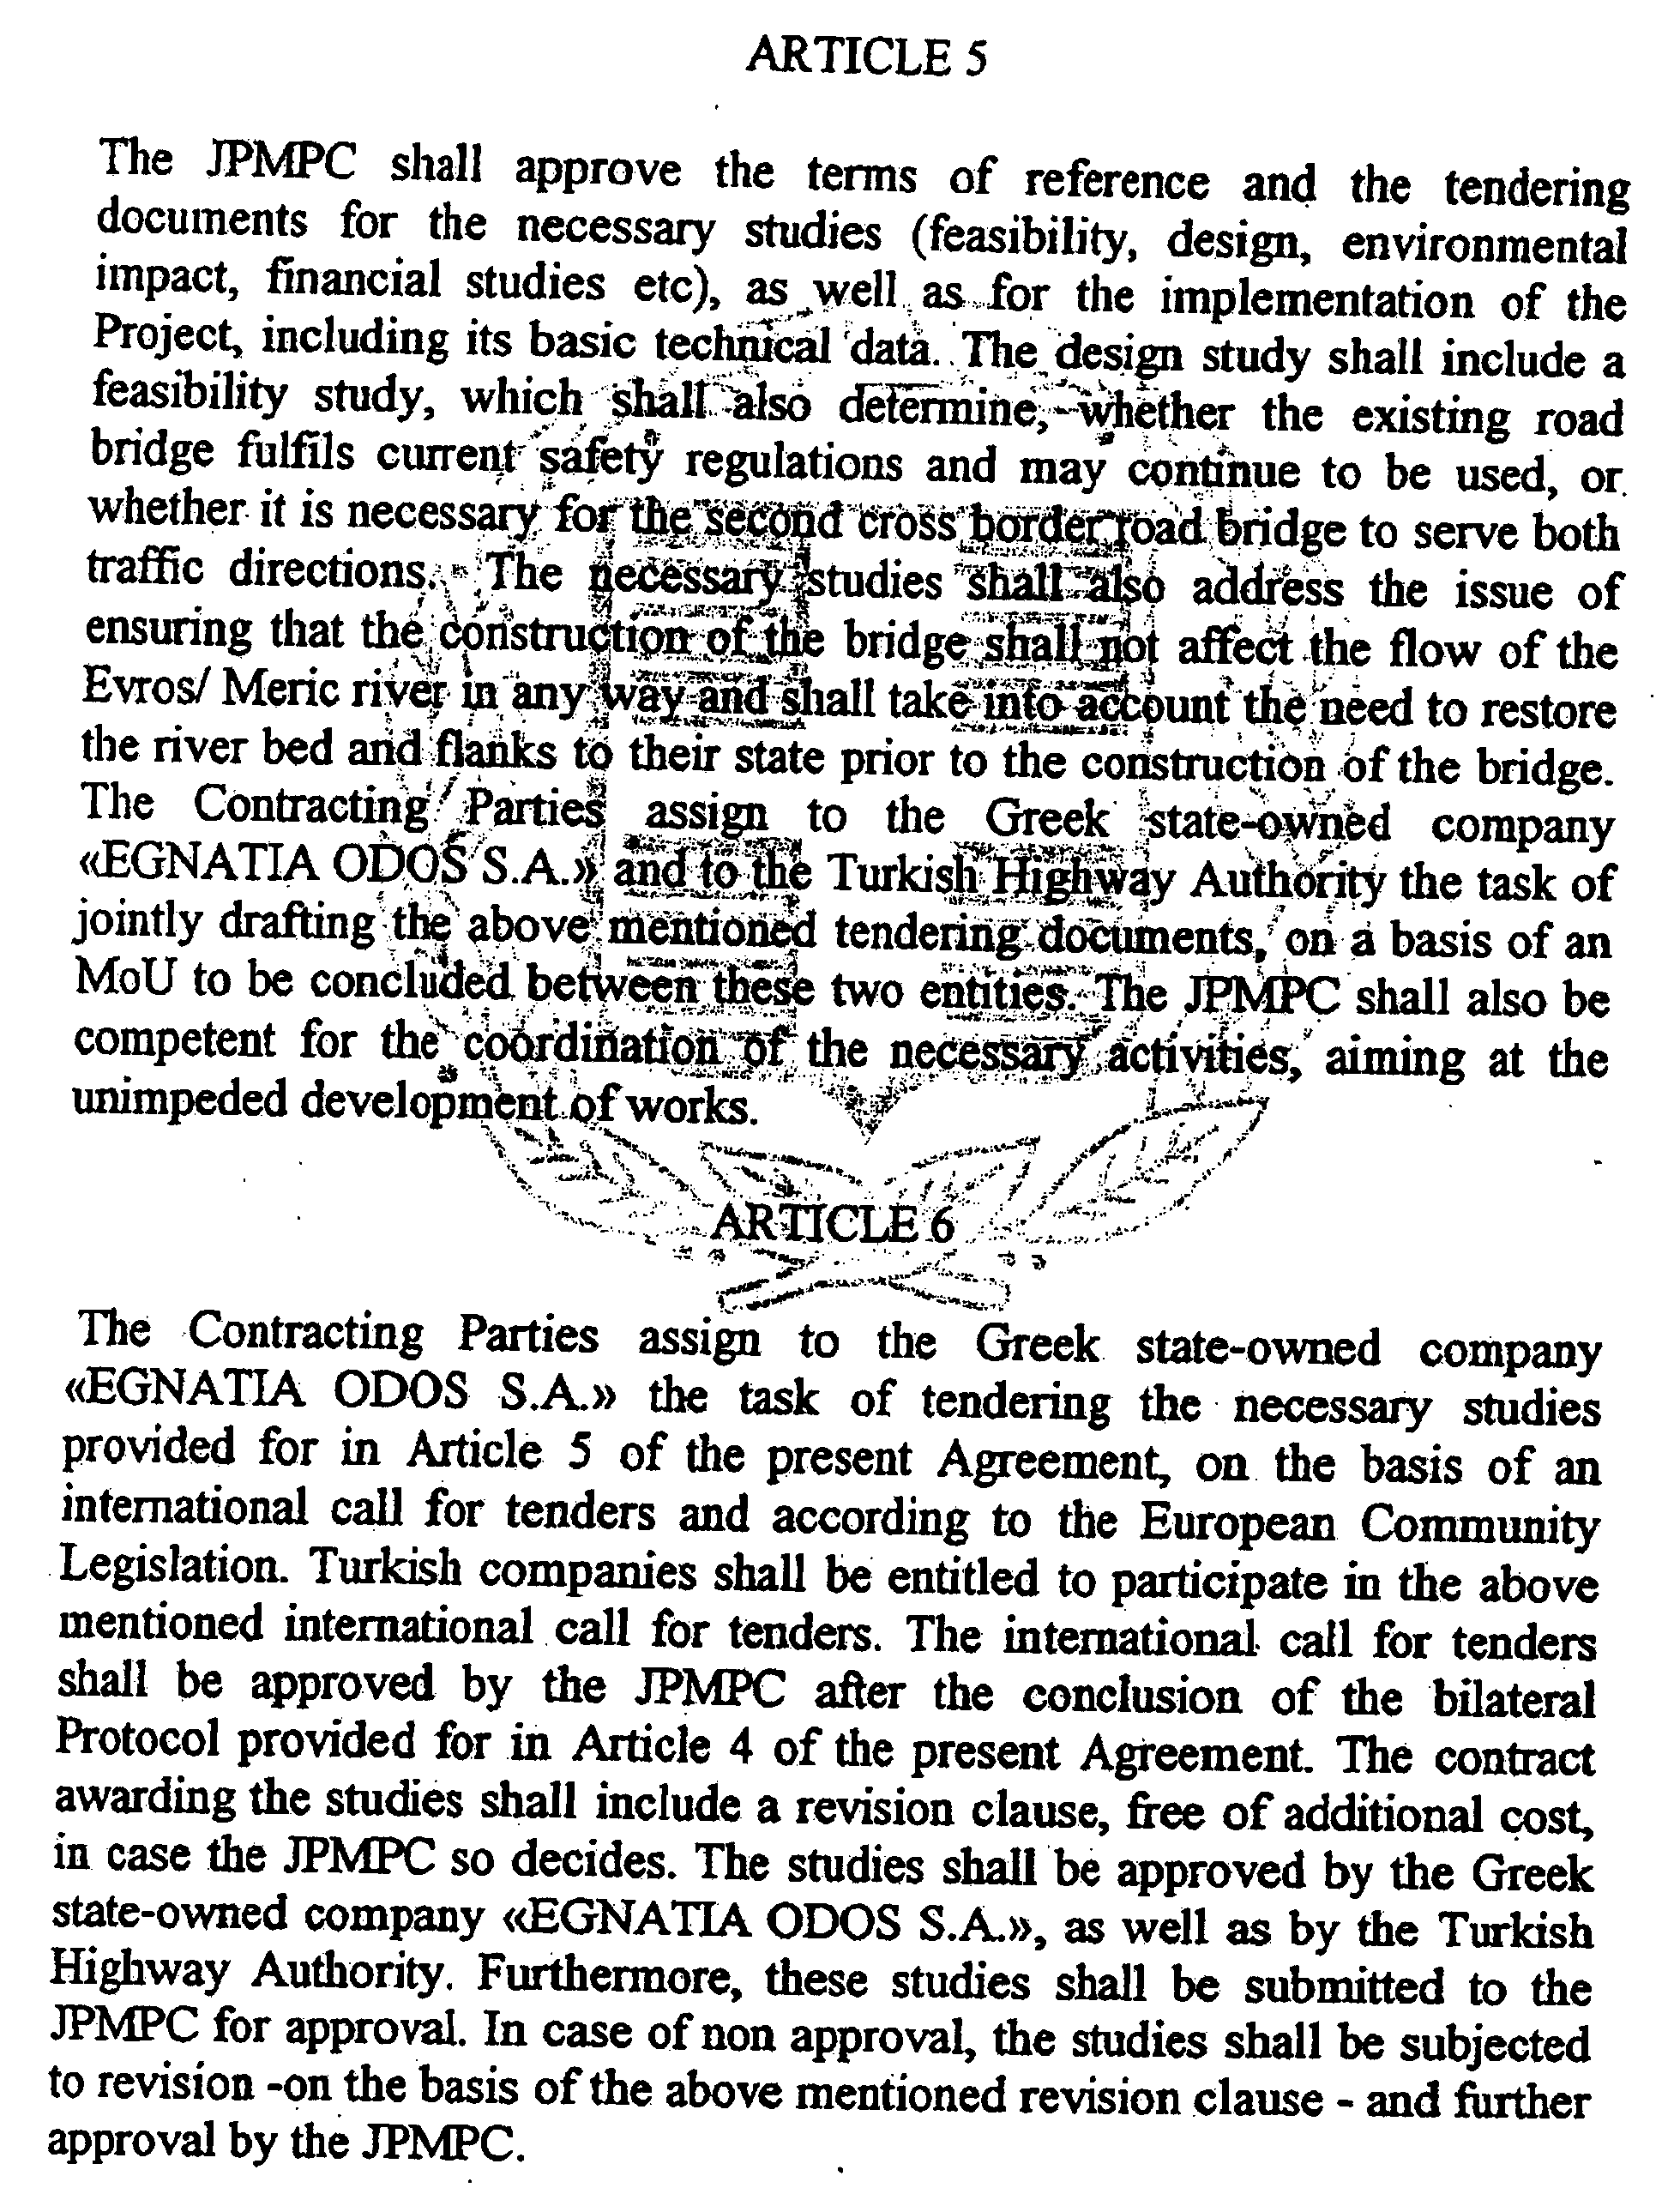 ARTICLE 5
The JPMPC shall approve the terms of reference and the tendering
documents for the necessary studies (feasibility, design, environmental
impact, financial studies etc), as well as for the implementation of the
Project, including its basic technical data. The design study shall include a
feasibility study, which shall also determine, whether the existing road
bridge fulfils current safety regulations and may continue to be used, or
whether it is necessary for the second cross border road bridge to serve both
traffic directions. The necessary studies shall also address the issue of
ensuring that the construction of the bridge shall not affect the flow of the
Evros/ Meric river in any way and shall take into account the need to restore
the river bed and flanks to their state prior to the construction of the bridge.
The Contracting Parties assign to the Greek state-owned company
«EGNATIA ODOS S.A.» and to the Turkish Highway Authority the task of
jointly drafting the above mentioned tendering documents, on a basis of an
MoU to be concluded between these two entities. The JPMPC shall also be
competent for the coordination of the necessary activities, aiming at the
unimpeded development of works.
ARTICLE 6
The Contracting Parties assign to the Greek state-owned company
«EGNATIA ODOS S.A.» the task of tendering the necessary studies
provided for in Article 5 of the present Agreement, on the basis of an
international call for tenders and according to the European Community
Legislation. Turkish companies shall be entitled to participate in the above
mentioned international call for tenders. The international call for tenders
shall be approved by the JPMPC after the conclusion of the bilateral
Protocol provided for in Article 4 of the present Agreement. The contract
awarding the studies shall include a revision clause, free of additional cost,
in case the JPMPC so decides. The studies shall be approved by the Greek
state-owned company «EGNATIA ODOS S.A.», as well as by the Turkish
Highway Authority. Furthermore, these studies shall be submitted to the
JPMPC for approval. In case of non approval, the studies shall be subjected
to revision -on the basis of the above mentioned revision clause - and further
approval by the JPMPC.